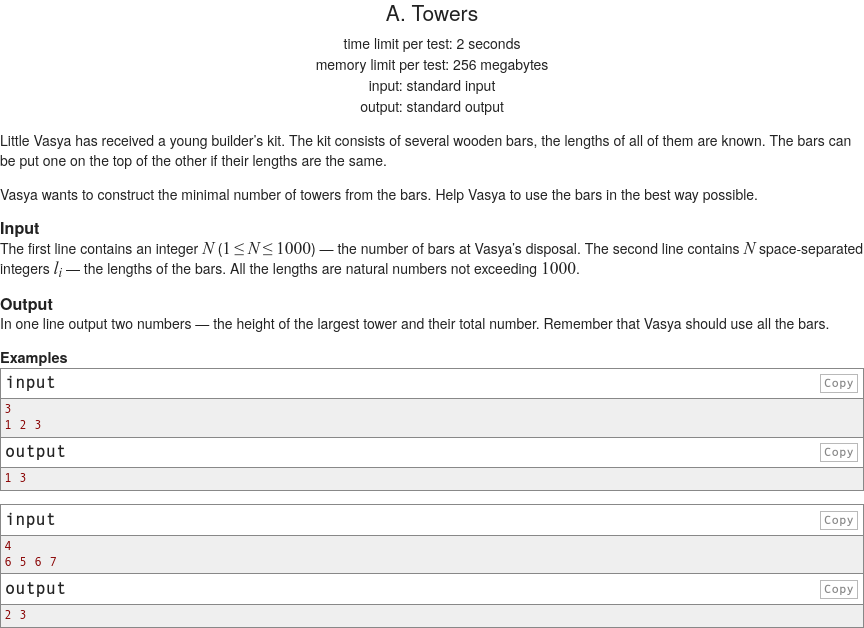 A. Towers
time limit per test: 2 seconds
memory limit per test: 256 megabytes
input: standard input
output: standard output
Little Vasya has received a young builder's kit. The kit consists of several wooden bars, the lengths of all of them are known. The bars can
be put one on the top of the other if their lengths are the same.
Vasya wants to construct the minimal number of towers from the bars. Help Vasya to use the bars in the best way possible.
Input
The first line contains an integer N (1 ≤ N ≤ 1000) — the number of bars at Vasya's disposal. The second line contains N space-separated
integers lᵢ — the lengths of the bars. All the lengths are natural numbers not exceeding 1000.
Output
In one line output two numbers — the height of the largest tower and their total number. Remember that Vasya should use all the bars.
Examples
input Copy
3
1 2 3
output Copy
1 3
input Copy
4
6 5 6 7
output Copy
2 3